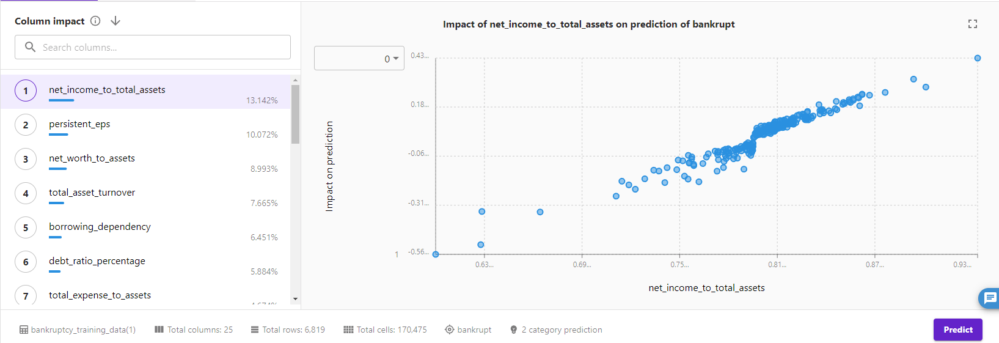 Column impact
Search columns...
1 net_income_to_total_assets
13.142%
2 persistent_eps
10.072%
3 net_worth_to_assets
8.993%
4 total_asset_turnover
7.665%
5 borrowing_dependency
6.451%
6 debt_ratio_percentage
5.884%
7 total_expense_to_assets
Impact of net_income_to_total_assets on prediction of bankrupt
0
Impact on prediction
0.43...
0.18...
-0.06...
-0.31...
1 -0.56...
0.63... 0.69... 0.75... 0.81... 0.87... 0.93...
net_income_to_total_assets
bankruptcy_training_data(1) Total columns: 25 Total rows: 6,819 Total cells: 170,475 bankrupt 2 category prediction Predict